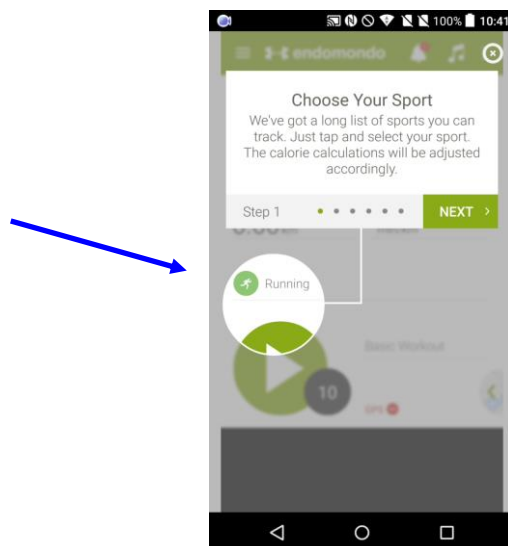 100% 10:41
endomondo
Choose Your Sport
We've got a long list of sports you can
track. Just tap and select your sport.
The calorie calculations will be adjusted
accordingly.
Step 1 NEXT
Running
Basic Workout
10
GPS